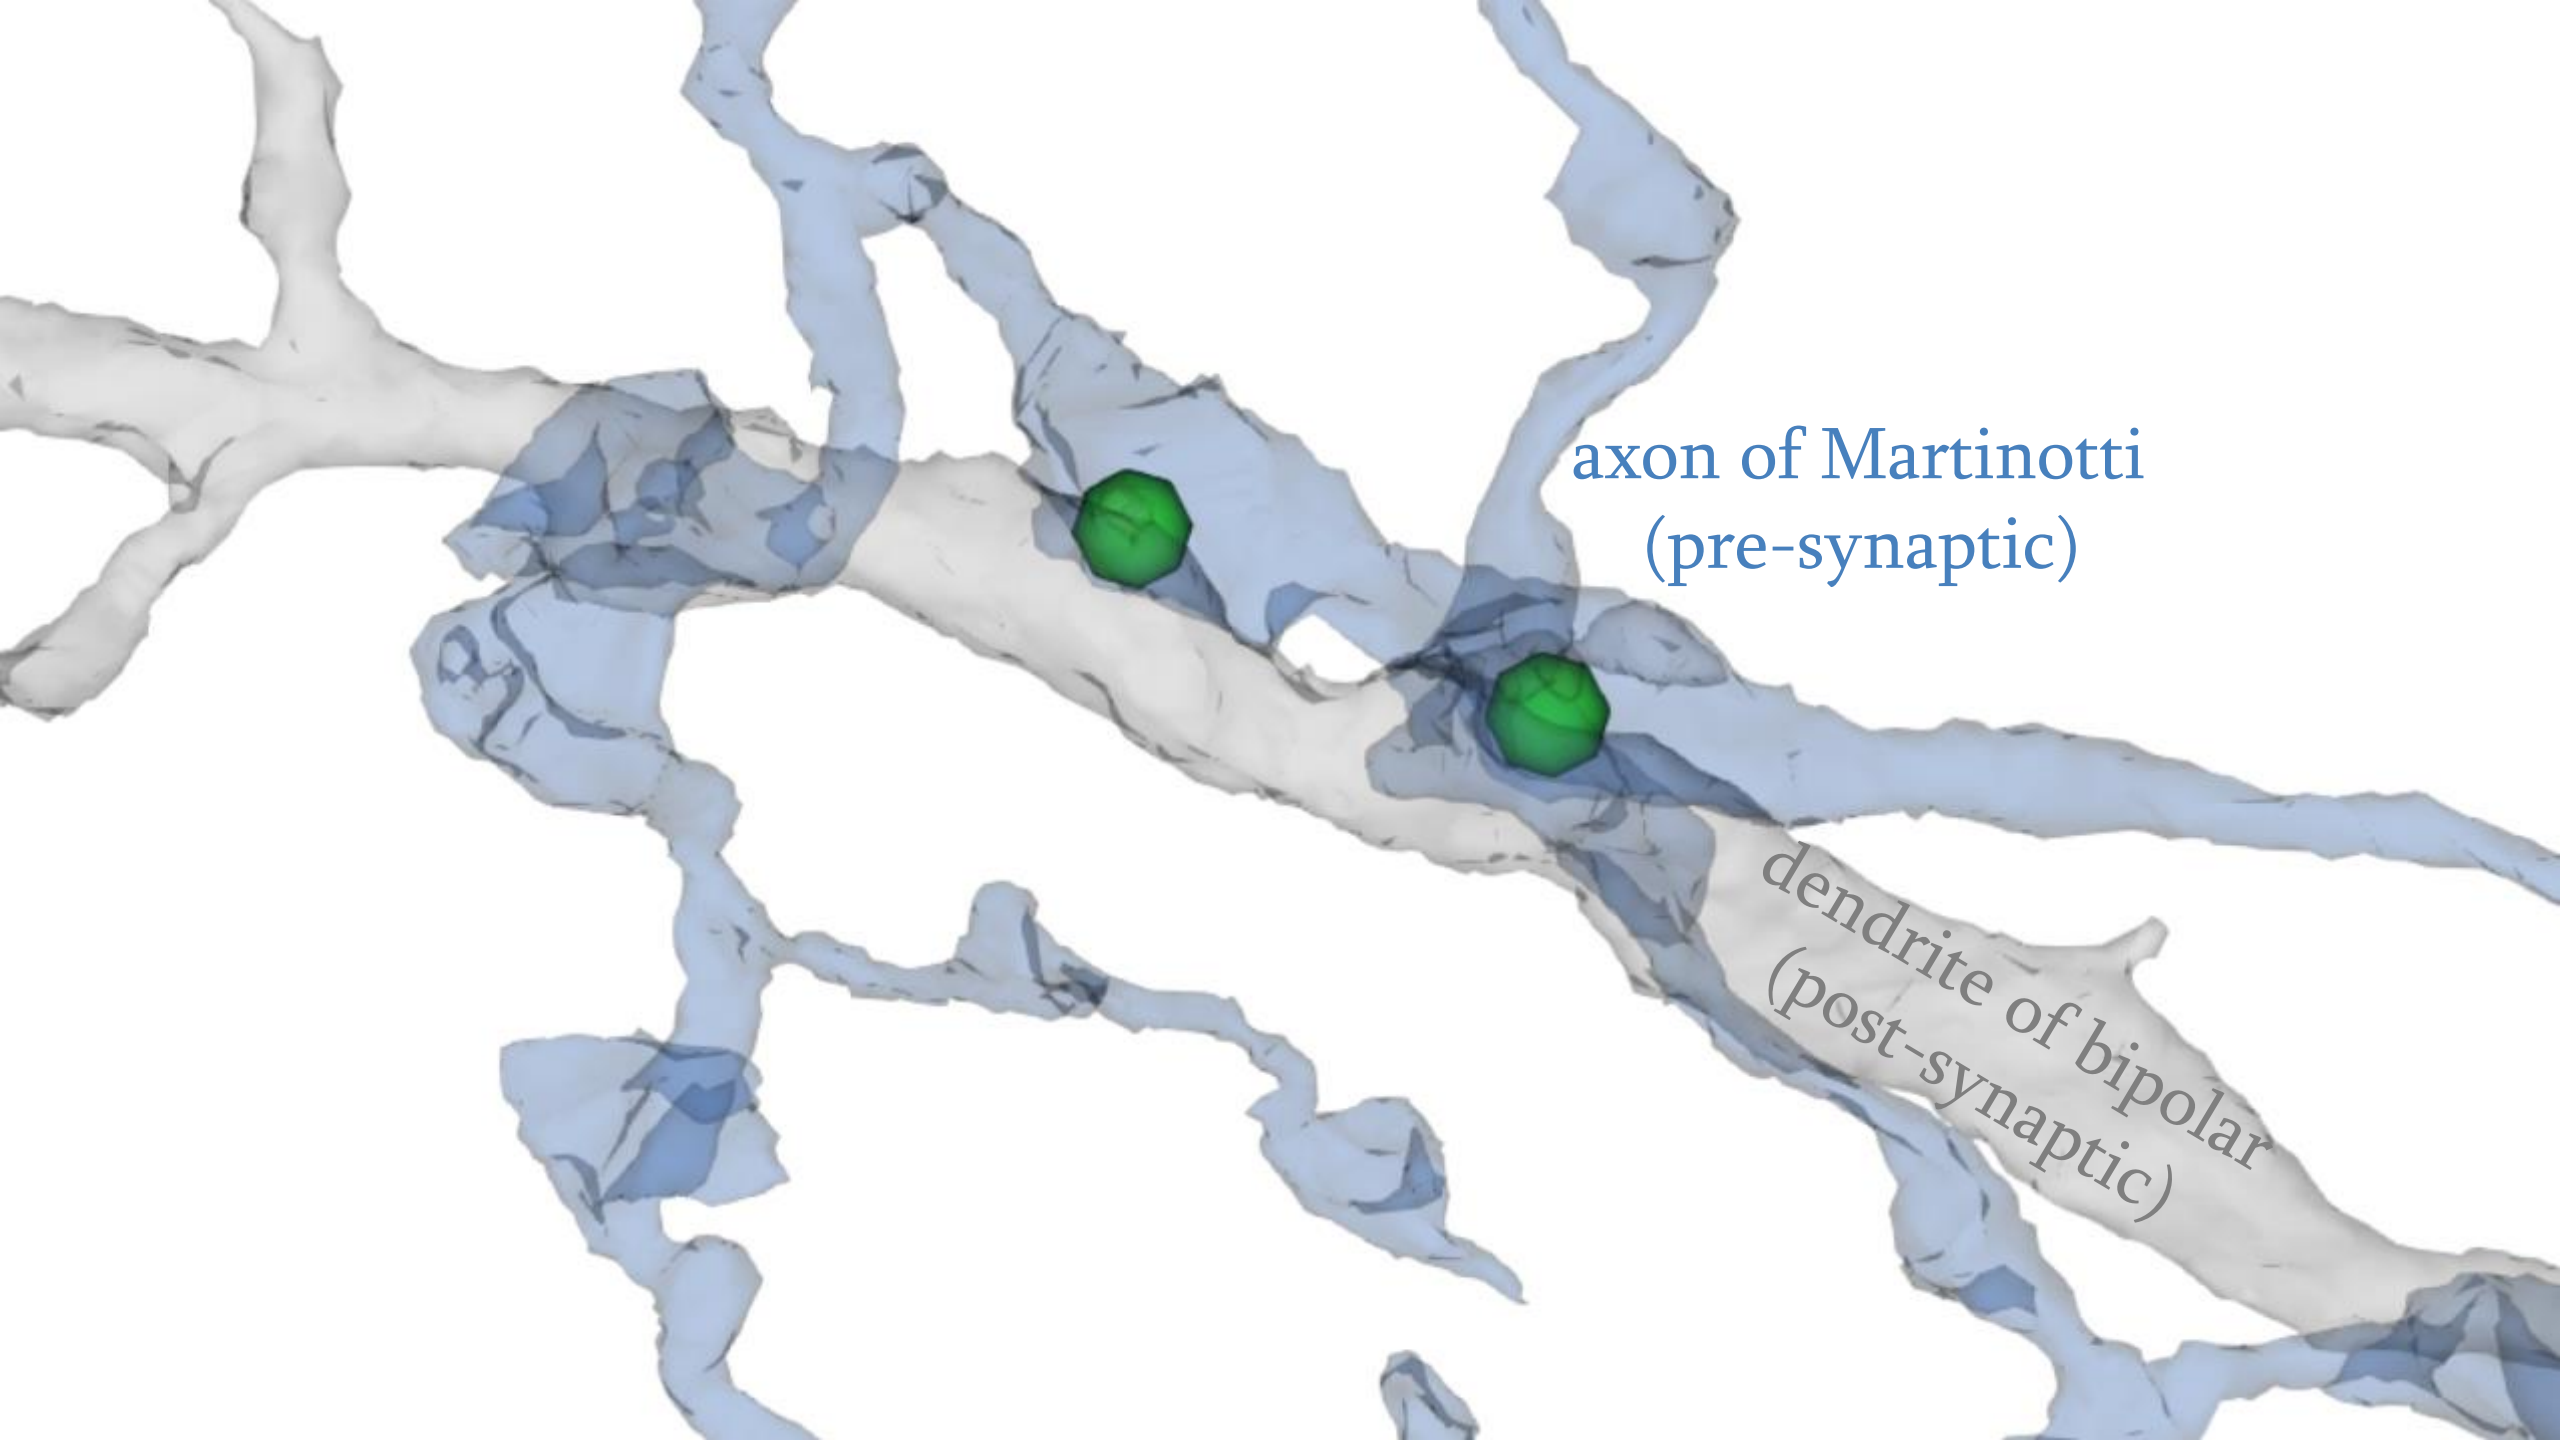 axon of Martinotti
(pre-synaptic)
dendrite of bipolar
(post-synaptic)